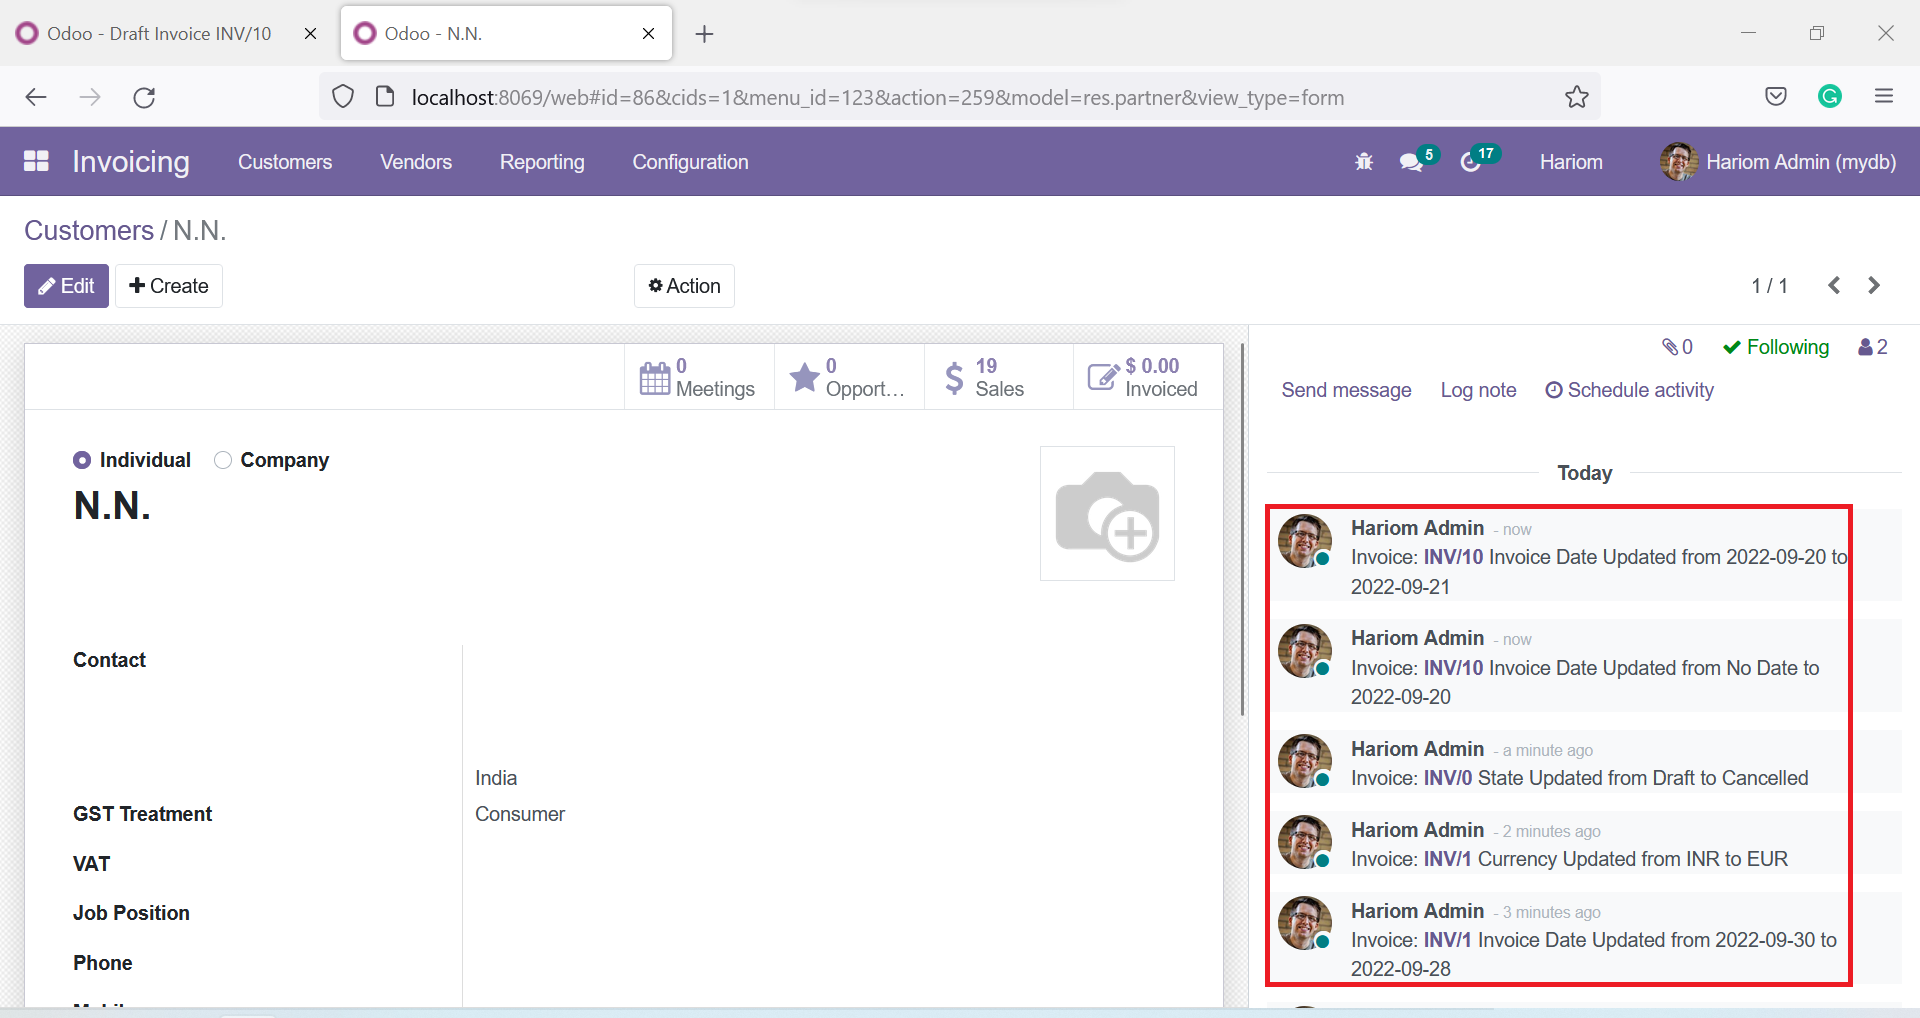 Odoo - Draft Invoice INV/10
Odoo - N.N.
localhost:8069/web#id=86&cids=1&menu_id=123&action=259&model=res.partner&view_type=form
Invoicing
Customers
Vendors
Reporting
Configuration
5
17
Hariom
Hariom Admin (mydb)
Customers / N.N.
Edit
Create
Action
1 / 1
0
Meetings
0
Opport...
19
Sales
$ 0.00
Invoiced
0
Following
2
Send message
Log note
Schedule activity
Individual
Company
N.N.
Contact
India
GST Treatment
Consumer
VAT
Job Position
Phone
Today
Hariom Admin - now
Invoice: INV/10 Invoice Date Updated from 2022-09-20 to
2022-09-21
Hariom Admin - now
Invoice: INV/10 Invoice Date Updated from No Date to
2022-09-20
Hariom Admin - a minute ago
Invoice: INV/0 State Updated from Draft to Cancelled
Hariom Admin - 2 minutes ago
Invoice: INV/1 Currency Updated from INR to EUR
Hariom Admin - 3 minutes ago
Invoice: INV/1 Invoice Date Updated from 2022-09-30 to
2022-09-28